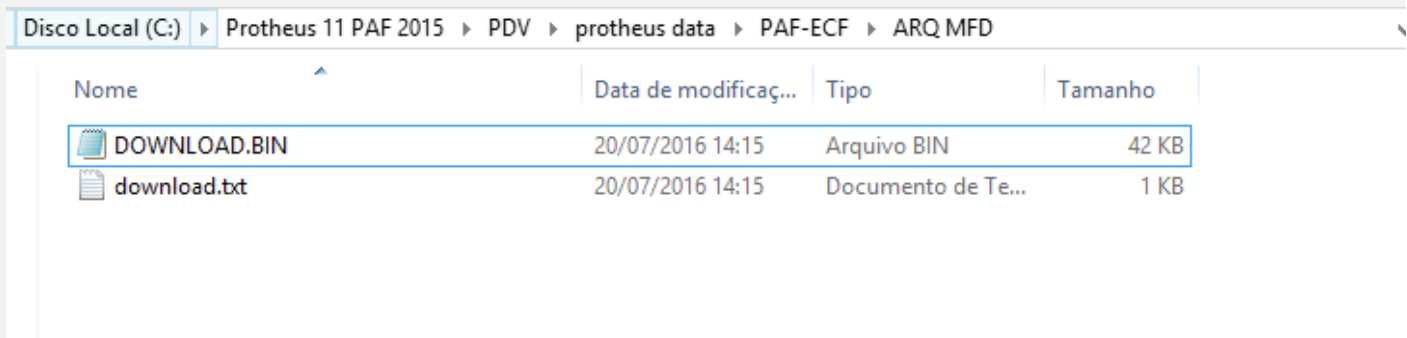 Disco Local (C:) Protheus 11 PAF 2015 PDV protheus data PAF-ECF ARQ MFD
Nome Data de modificaç... Tipo Tamanho
DOWNLOAD.BIN 20/07/2016 14:15 Arquivo BIN 42 KB
download.txt 20/07/2016 14:15 Documento de Te... 1 KB